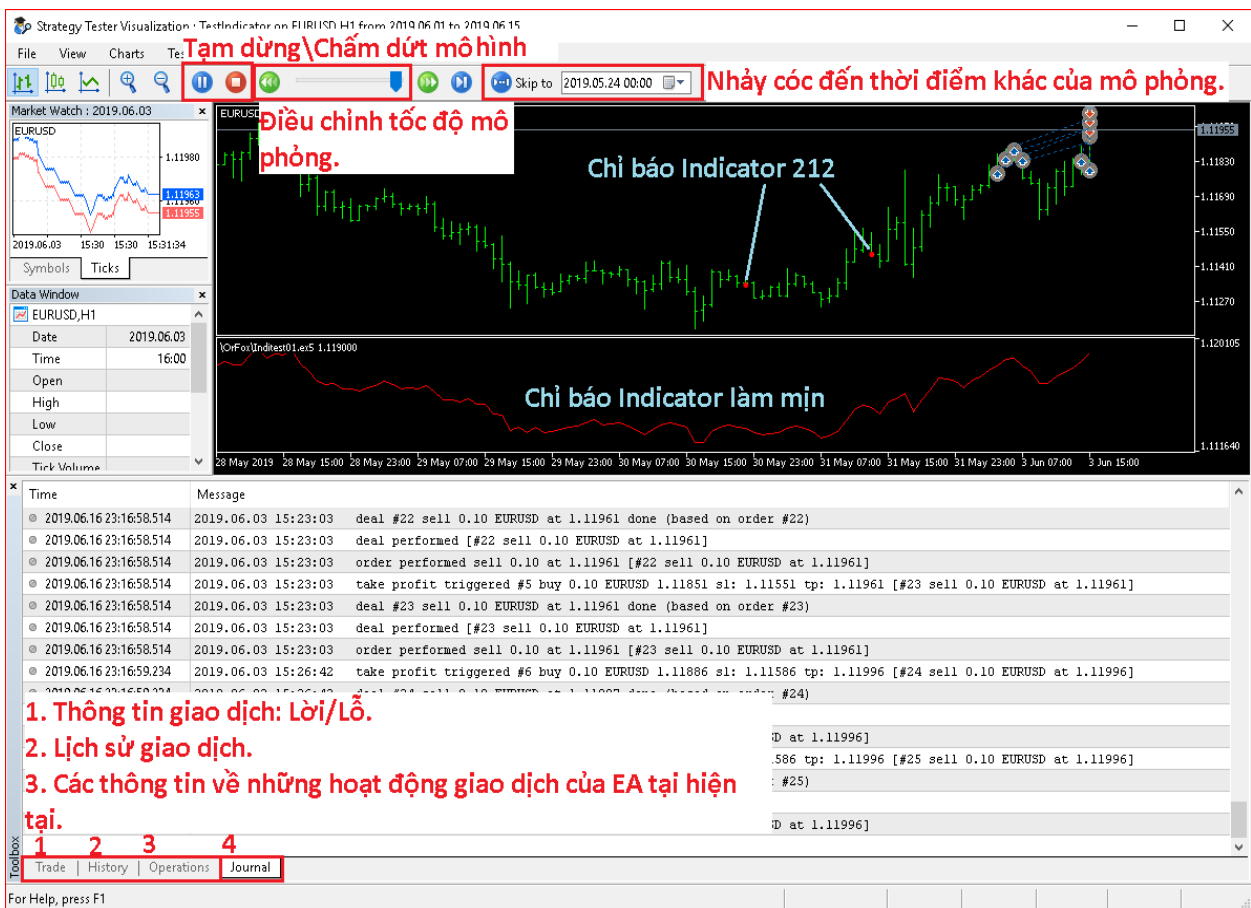 Strategy Tester Visualization : TestIndicator on EURUSD,H1 from 2019.06.01 to 2019.06.15
File View Charts
Tạm dừng\Chấm dứt mô hình
Skip to 2019.05.24 00:00
Nhảy cóc đến thời điểm khác của mô phỏng.
Market Watch : 2019.06.03
EURUSD
1.11980
1.11963
1.11955
2019.06.03 15:30 15:30 15:31:34
Symbols Ticks
Điều chỉnh tốc độ mô
phỏng.
Chỉ báo Indicator 212
1.11955
1.11830
1.11690
1.11550
1.11410
1.11270
Data Window
EURUSD,H1
Date 2019.06.03
Time 16:00
Open
High
Low
Close
Tick Volume
\OrFox\Inditest01.ex5 1.119000
1.120105
Chỉ báo Indicator làm mịn
1.111640
28 May 2019 28 May 15:00 28 May 23:00 29 May 07:00 29 May 15:00 29 May 23:00 30 May 07:00 30 May 15:00 30 May 23:00 31 May 07:00 31 May 15:00 31 May 23:00 3 Jun 07:00 3 Jun 15:00
Time Message
2019.06.16 23:16:58.514 2019.06.03 15:23:03 deal #22 sell 0.10 EURUSD at 1.11961 done (based on order #22)
2019.06.16 23:16:58.514 2019.06.03 15:23:03 deal performed [#22 sell 0.10 EURUSD at 1.11961]
2019.06.16 23:16:58.514 2019.06.03 15:23:03 order performed sell 0.10 at 1.11961 [#22 sell 0.10 EURUSD at 1.11961]
2019.06.16 23:16:58.514 2019.06.03 15:23:03 take profit triggered #5 buy 0.10 EURUSD 1.11851 sl: 1.11551 tp: 1.11961 [#23 sell 0.10 EURUSD at 1.11961]
2019.06.16 23:16:58.514 2019.06.03 15:23:03 deal #23 sell 0.10 EURUSD at 1.11961 done (based on order #23)
2019.06.16 23:16:58.514 2019.06.03 15:23:03 deal performed [#23 sell 0.10 EURUSD at 1.11961]
2019.06.16 23:16:58.514 2019.06.03 15:23:03 order performed sell 0.10 at 1.11961 [#23 sell 0.10 EURUSD at 1.11961]
2019.06.16 23:16:59.234 2019.06.03 15:26:42 take profit triggered #6 buy 0.10 EURUSD 1.11886 sl: 1.11586 tp: 1.11996 [#24 sell 0.10 EURUSD at 1.11996]
#24)
1. Thông tin giao dịch: Lời/Lỗ.
2. Lịch sử giao dịch.
at 1.11996]
586 tp: 1.11996 [#25 sell 0.10 EURUSD at 1.11996]
3. Các thông tin về những hoạt động giao dịch của EA tại hiện
#25)
tại.
at 1.11996]
1 2 3 4
Toolbox
Trade History Operations Journal
For Help, press F1